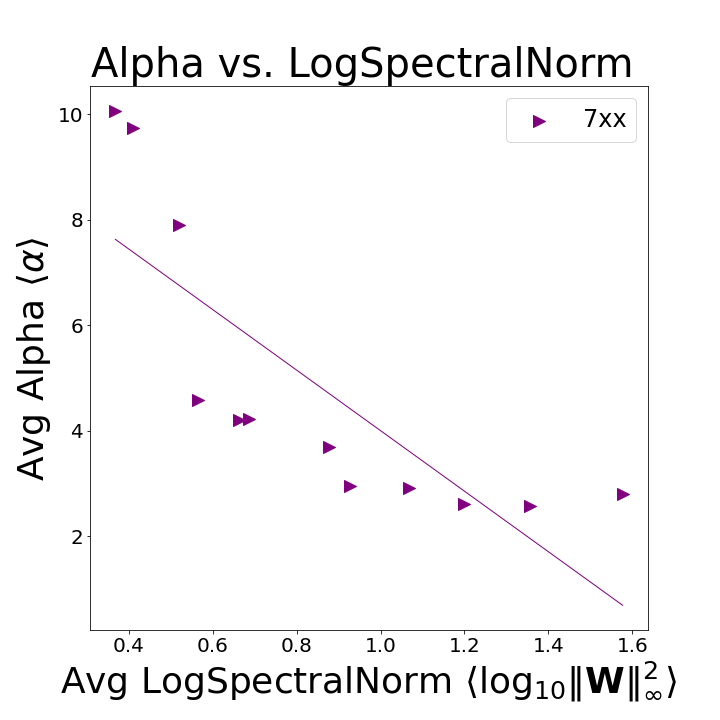 Alpha vs. LogSpectralNorm
7xx
Avg Alpha ⟨α⟩
10
8
6
4
2
0.4 0.6 0.8 1.0 1.2 1.4 1.6
Avg LogSpectralNorm ⟨log₁₀‖𝐖‖²_∞⟩